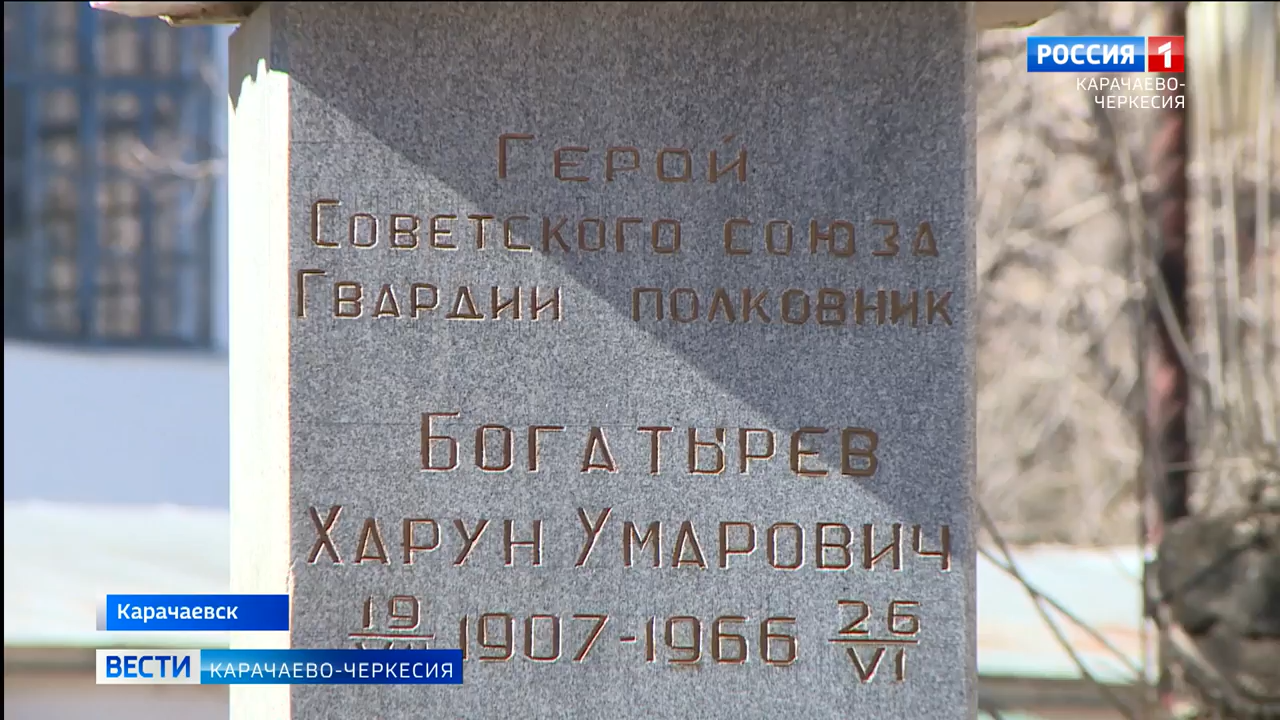 РОССИЯ 1
КАРАЧАЕВО-
ЧЕРКЕСИЯ
Герой
Советского союза
Гвардии полковник
Богатырев
Харун Умарович
19 1907-1966 26
VI
Карачаевск
ВЕСТИ КАРАЧАЕВО-ЧЕРКЕСИЯ